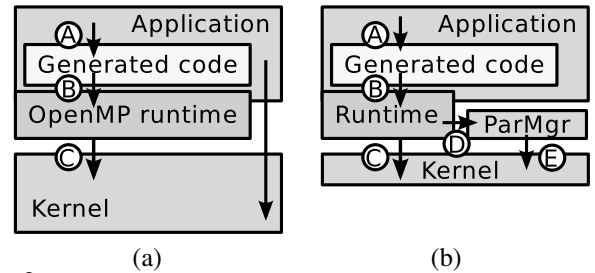 Application
A
Generated code
B
OpenMP runtime
C
Kernel
(a)
Application
A
Generated code
B
Runtime
ParMgr
D
C
E
Kernel
(b)